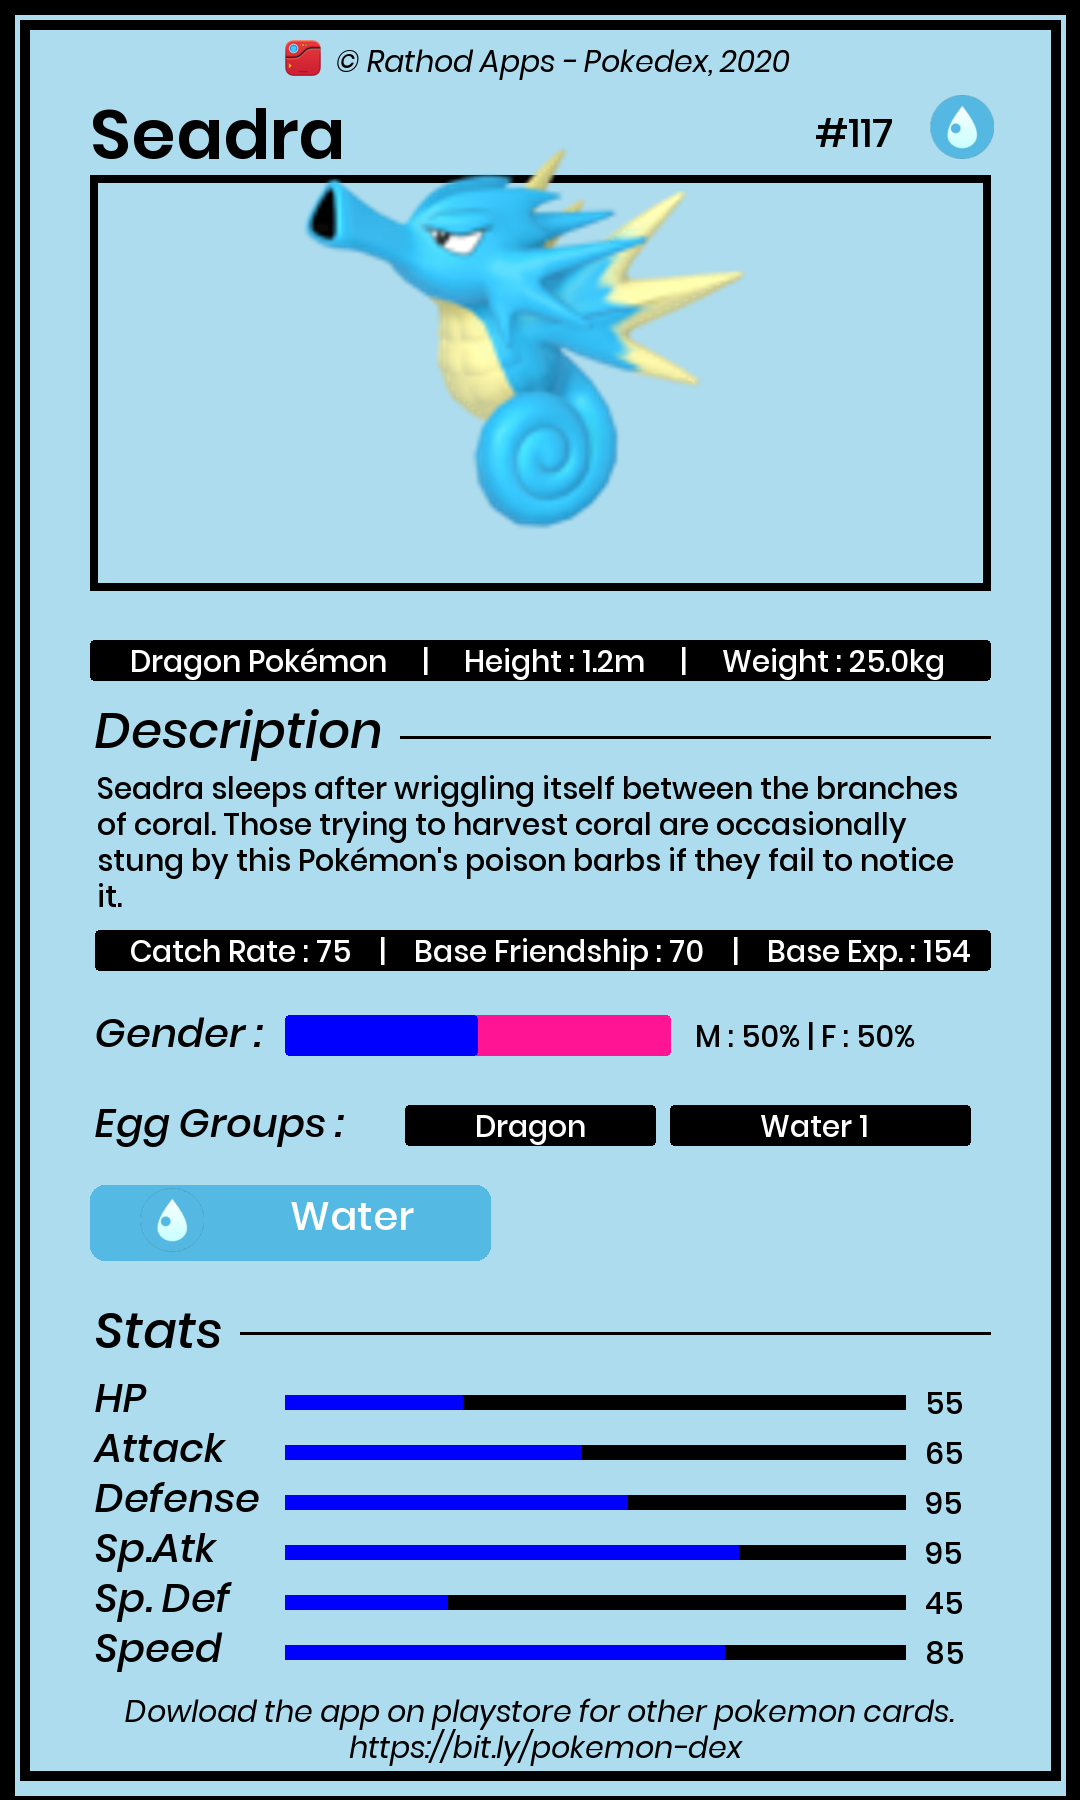 © Rathod Apps - Pokedex, 2020
Seadra #117
Dragon Pokémon | Height : 1.2m | Weight : 25.0kg
Description
Seadra sleeps after wriggling itself between the branches
of coral. Those trying to harvest coral are occasionally
stung by this Pokémon's poison barbs if they fail to notice
it.
Catch Rate : 75 | Base Friendship : 70 | Base Exp. : 154
Gender : M : 50% | F : 50%
Egg Groups : Dragon Water 1
Water
Stats
HP 55
Attack 65
Defense 95
Sp.Atk 95
Sp. Def 45
Speed 85
Dowload the app on playstore for other pokemon cards.
https://bit.ly/pokemon-dex